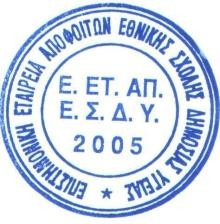 ΕΠΙΣΤΗΜΟΝΙΚΗ ΕΤΑΙΡΕΙΑ ΑΠΟΦΟΙΤΩΝ ΕΘΝΙΚΗΣ ΣΧΟΛΗΣ ΔΗΜΟΣΙΑΣ ΥΓΕΙΑΣ
Ε. ΕΤ. ΑΠ.
Ε. Σ. Δ. Υ.
2005